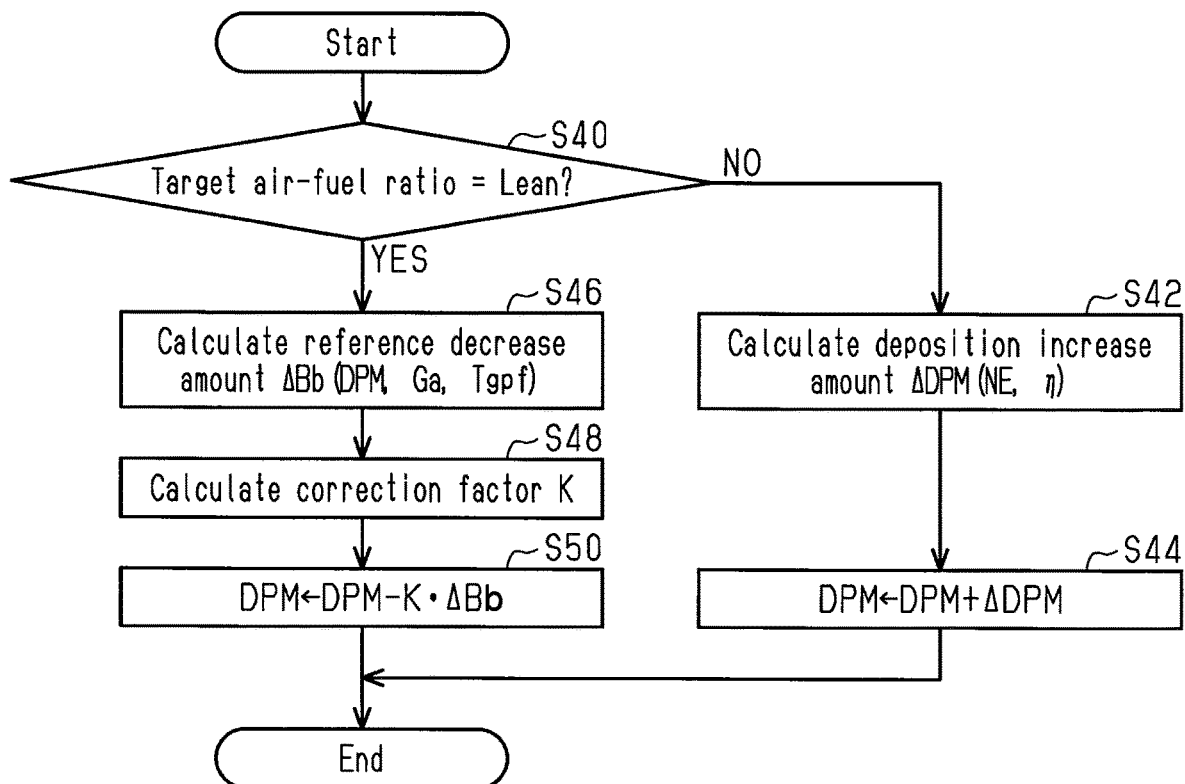 Start
S40
Target air-fuel ratio = Lean?
NO
YES
S46
Calculate reference decrease
amount ΔBb (DPM, Ga, Tgpf)
S42
Calculate deposition increase
amount ΔDPM (NE, η)
S48
Calculate correction factor K
S50
DPM←DPM-K・ΔBb
S44
DPM←DPM+ΔDPM
End